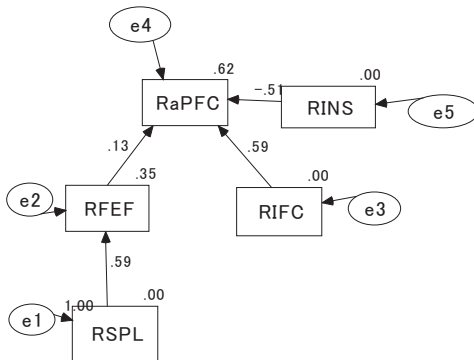 e4
.62
RaPFC
-.51
.00
RINS
e5
.13
.59
.35
.00
e2
RFEF
RIFC
e3
.59
1.00
.00
e1
RSPL